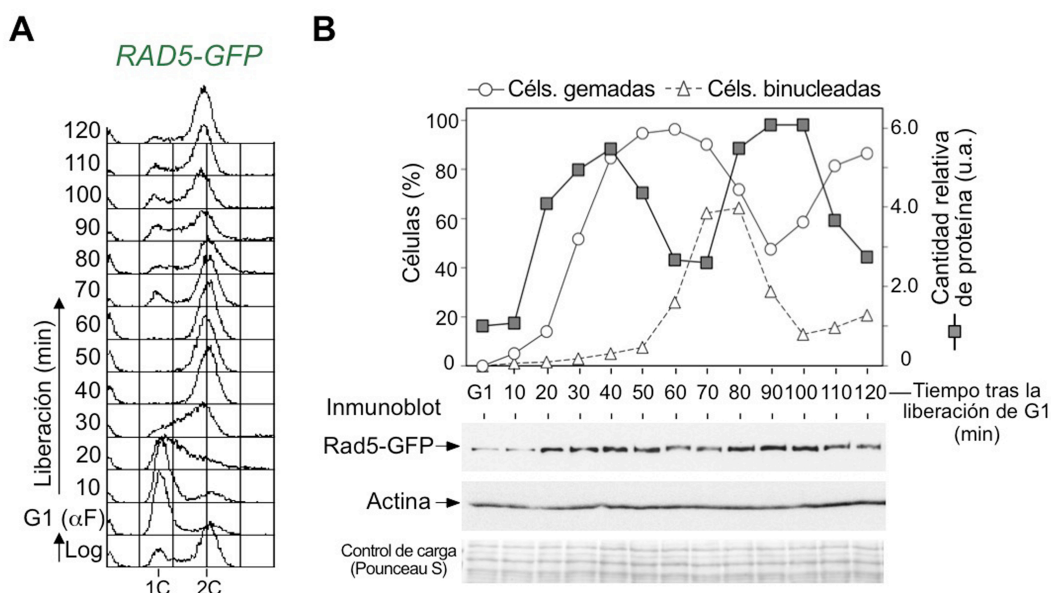 A
RAD5-GFP
120
110
100
90
80
70
60
50
40
30
20
10
G1 (αF)
Log
Liberación (min)
1C
2C
B
Céls. gemadas
Céls. binucleadas
100
80
60
40
20
0
Células (%)
6.0
4.0
2.0
0
Cantidad relativa
de proteína (u.a.)
G1 10 20 30 40 50 60 70 80 90 100 110 120
Tiempo tras la
liberación de G1
(min)
Inmunoblot
Rad5-GFP
Actina
Control de carga
(Pounceau S)